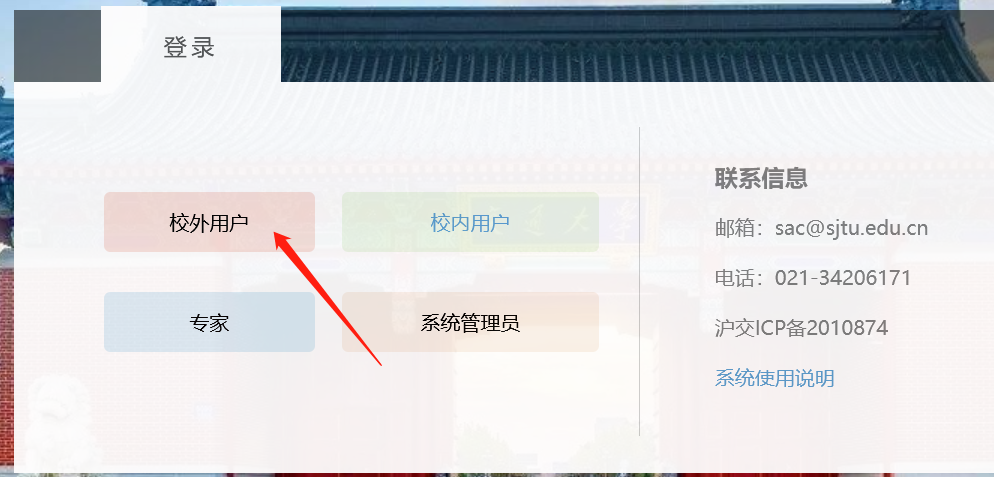 登录
校外用户
校内用户
专家
系统管理员
联系信息
邮箱：sac@sjtu.edu.cn
电话：021-34206171
沪交ICP备2010874
系统使用说明